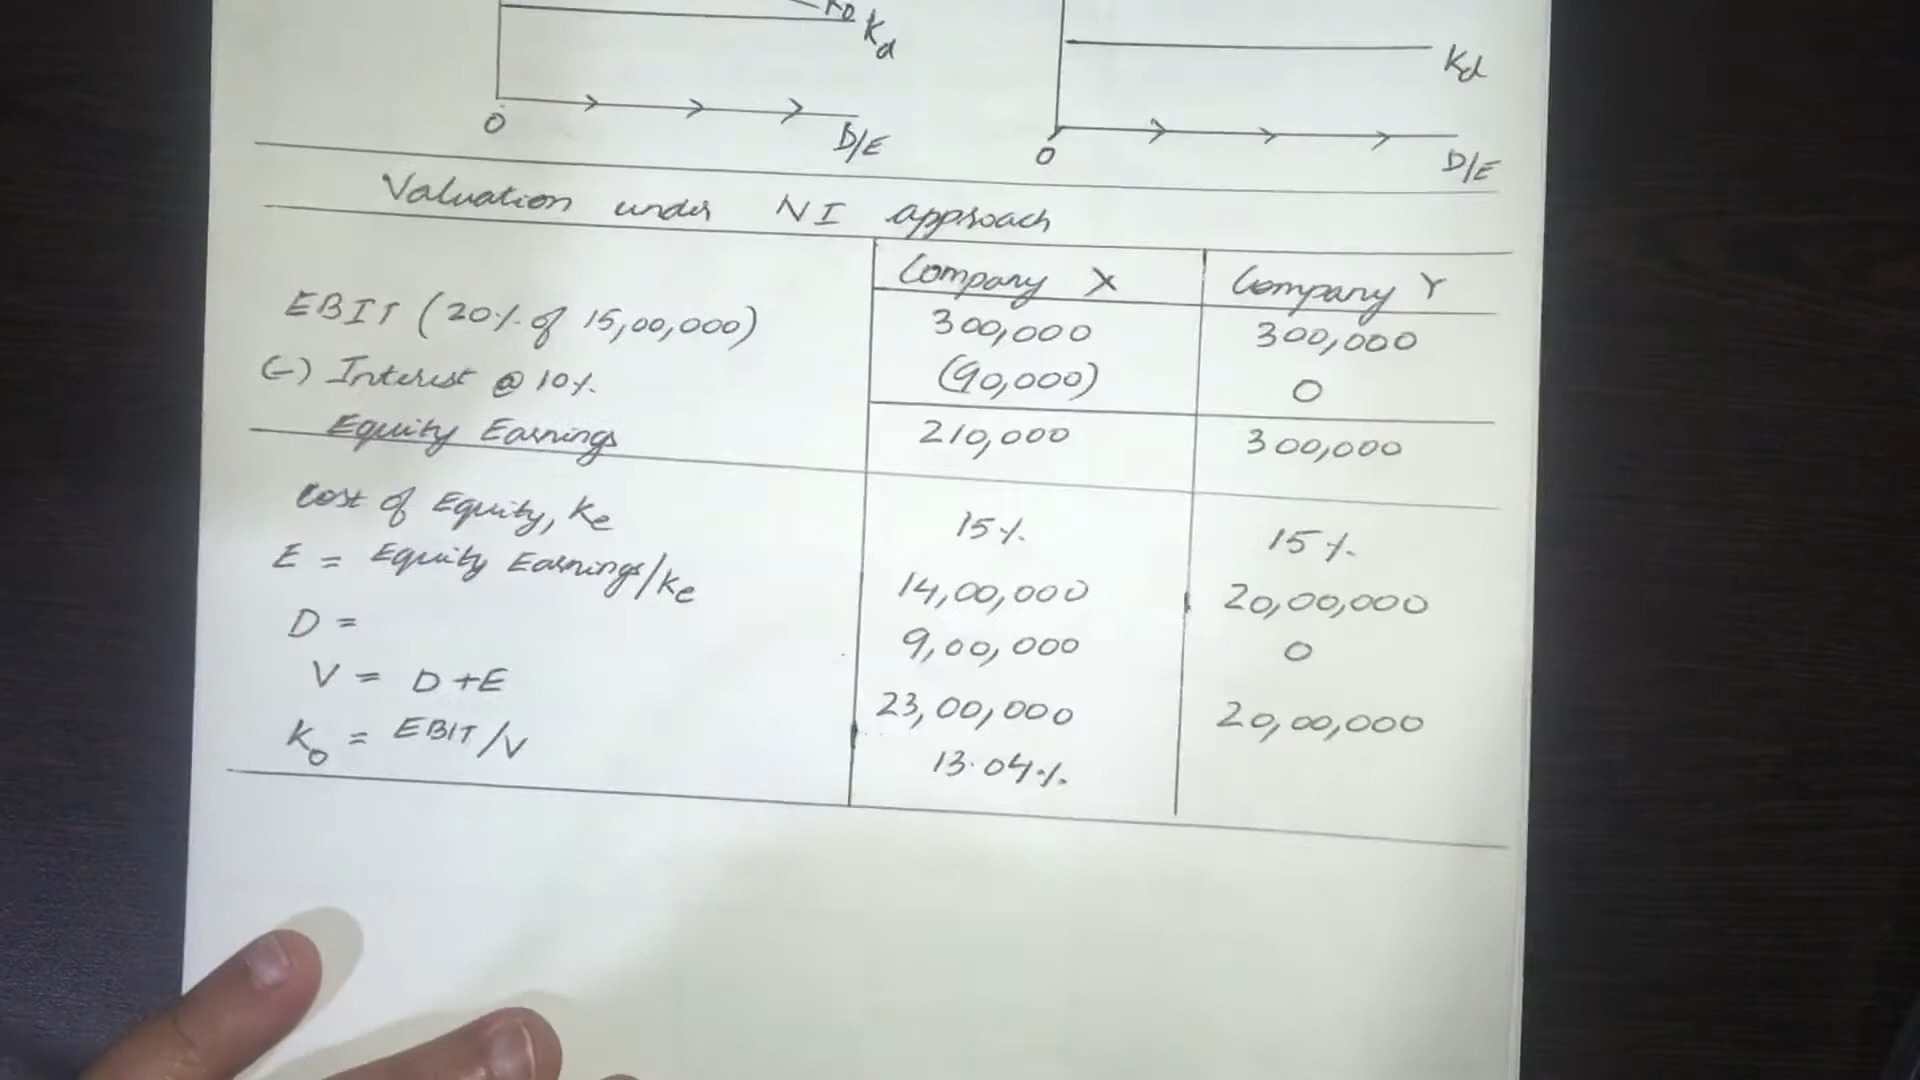 Ko
Kd
Kd
0
D/E
0
D/E
Valuation under NI approach
Company X Company Y
EBIT (20% of 15,00,000) 300,000 300,000
(-) Interest @ 10% (90,000) 0
Equity Earnings 210,000 300,000
Cost of Equity, Ke 15% 15%
E = Equity Earnings/Ke 14,00,000 20,00,000
D = 9,00,000 0
V = D+E 23,00,000 20,00,000
Ko = EBIT/V 13.04%